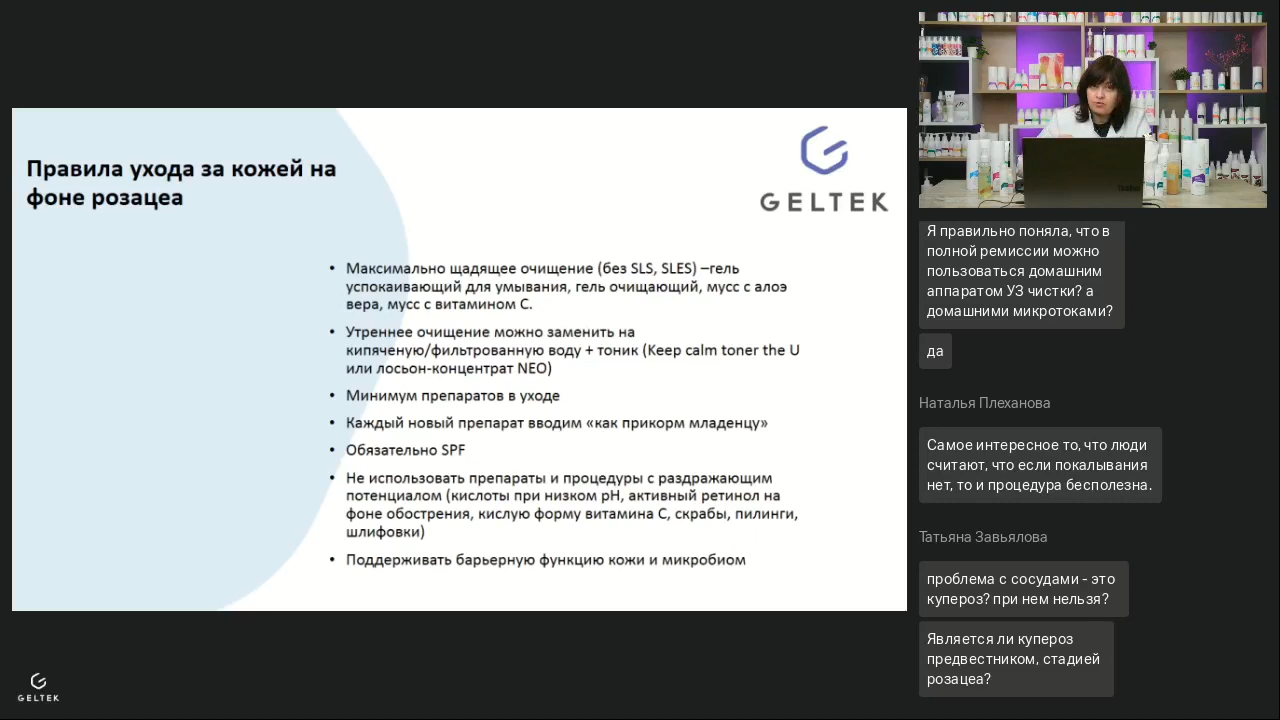 Правила ухода за кожей на
фоне розацеа
GELTEK
• Максимально щадящее очищение (без SLS, SLES) –гель
успокаивающий для умывания, гель очищающий, мусс с алоэ
вера, мусс с витамином С.
• Утреннее очищение можно заменить на
кипяченую/фильтрованную воду + тоник (Keep calm toner the U
или лосьон-концентрат NEO)
• Минимум препаратов в уходе
• Каждый новый препарат вводим «как прикорм младенцу»
• Обязательно SPF
• Не использовать препараты и процедуры с раздражающим
потенциалом (кислоты при низком pH, активный ретинол на
фоне обострения, кислую форму витамина С, скрабы, пилинги,
шлифовки)
• Поддерживать барьерную функцию кожи и микробиом
GELTEK
Я правильно поняла, что в
полной ремиссии можно
пользоваться домашним
аппаратом УЗ чистки? а
домашними микротоками?
да
Наталья Плеханова
Самое интересное то, что люди
считают, что если покалывания
нет, то и процедура бесполезна.
Татьяна Завьялова
проблема с сосудами - это
купероз? при нем нельзя?
Является ли купероз
предвестником, стадией
розацеа?